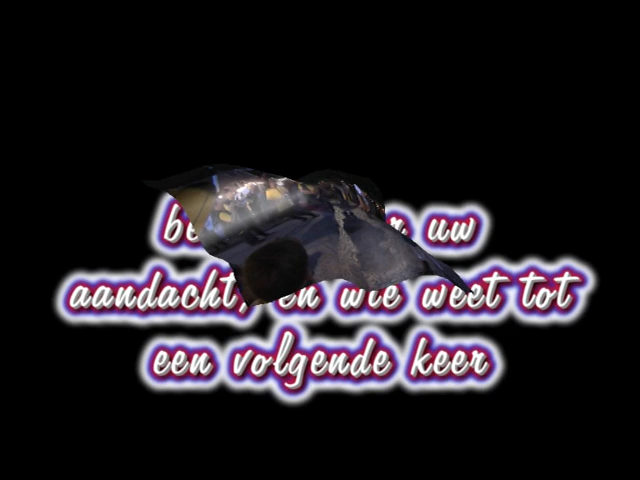 uw
aandacht, en wie weet tot
een volgende keer